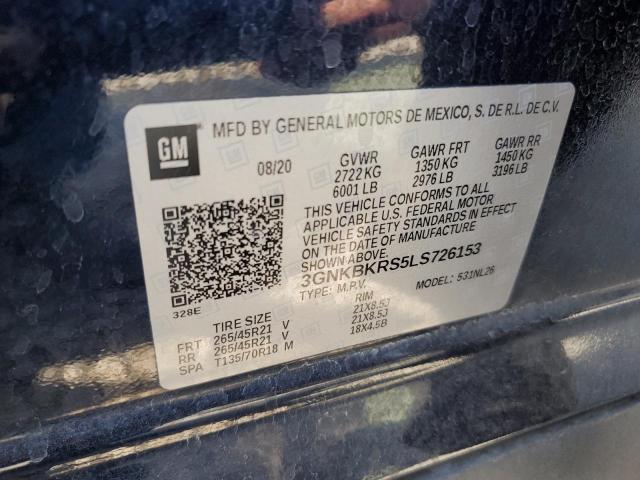 GM
MFD BY GENERAL MOTORS DE MEXICO, S. DE R.L. DE C.V.
08/20 GVWR GAWR FRT GAWR RR
2722 KG 1350 KG 1450 KG
6001 LB 2976 LB 3196 LB
THIS VEHICLE CONFORMS TO ALL
APPLICABLE U.S. FEDERAL MOTOR
VEHICLE SAFETY STANDARDS IN EFFECT
ON THE DATE OF MANUFACTURE
SHOWN ABOVE.
3GNKBKRS5LS726153
TYPE: M.P.V. MODEL: 531NL26
328E
TIRE SIZE RIM
FRT 265/45R21 V 21X8.5J
RR 265/45R21 V 21X8.5J
SPA T135/70R18 M 18X4.5B